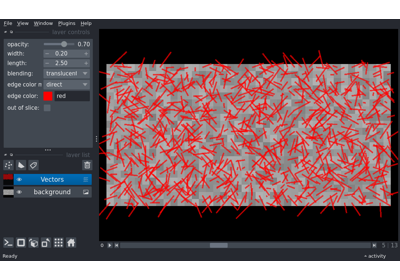 File View Window Plugins Help
layer controls
opacity: 0.70
width: 0.20
length: 2.50
blending: translucent
edge color m direct
edge color: red
out of slice:
layer list
Vectors
background
0 5 13
Ready activity